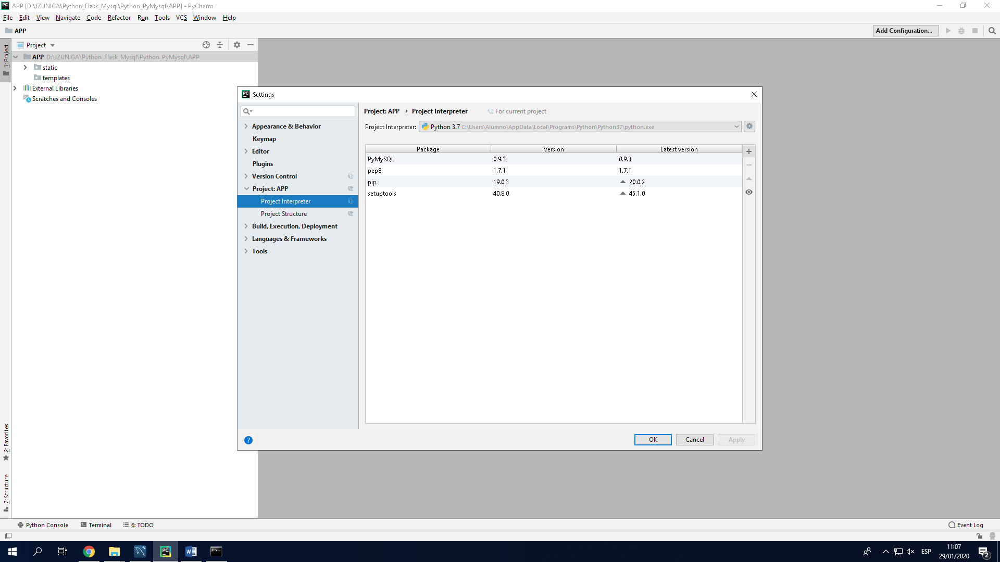 APP [D:\JZUNIGA\Python_Flask_Mysql\Python_PyMysql\APP] - PyCharm
File Edit View Navigate Code Refactor Run Tools VCS Window Help
APP
Add Configuration...
1: Project
Project
APP D:\JZUNIGA\Python_Flask_Mysql\Python_PyMysql\APP
static
templates
External Libraries
Scratches and Consoles
Settings
Appearance & Behavior
Keymap
Editor
Plugins
Version Control
Project: APP
Project Interpreter
Project Structure
Build, Execution, Deployment
Languages & Frameworks
Tools
Project: APP › Project Interpreter For current project
Project Interpreter: Python 3.7 C:\Users\Alumno\AppData\Local\Programs\Python\Python37\python.exe
Package Version Latest version
PyMySQL 0.9.3 0.9.3
pep8 1.7.1 1.7.1
pip 19.0.3 20.0.2
setuptools 40.8.0 45.1.0
?
OK Cancel Apply
2: Favorites
7: Structure
Python Console Terminal 6: TODO Event Log
ESP
11:07
29/01/2020
2